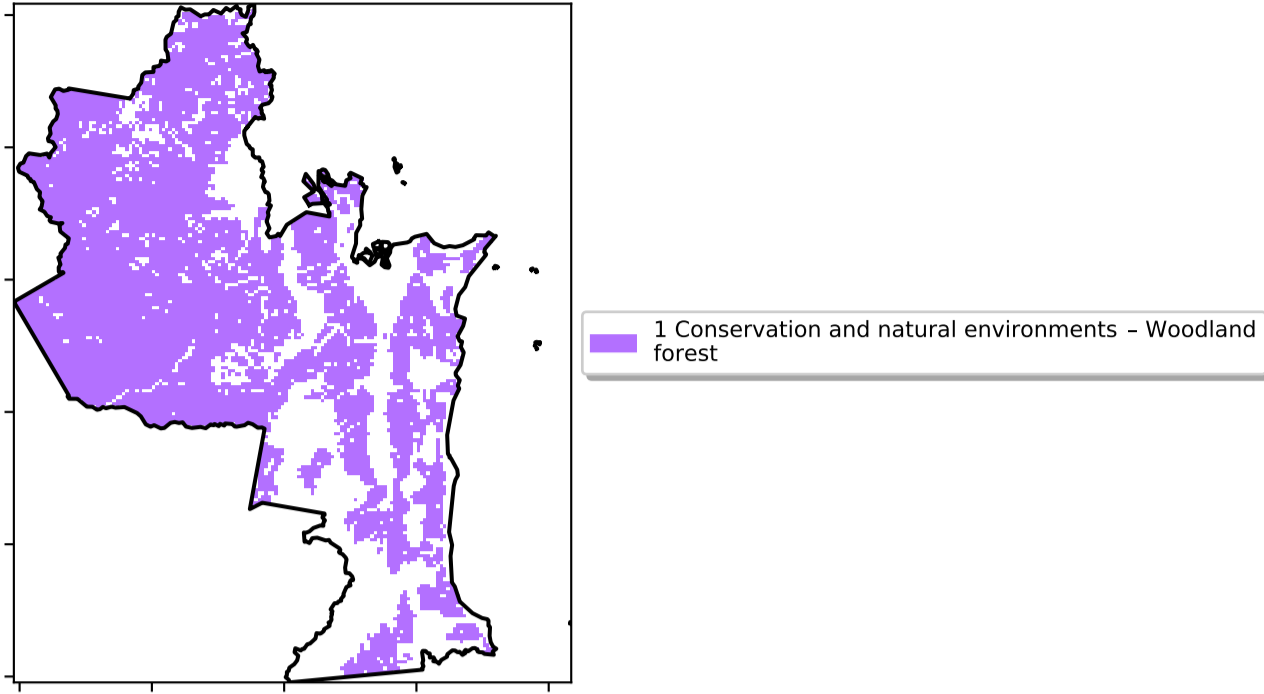 1 Conservation and natural environments – Woodland
forest